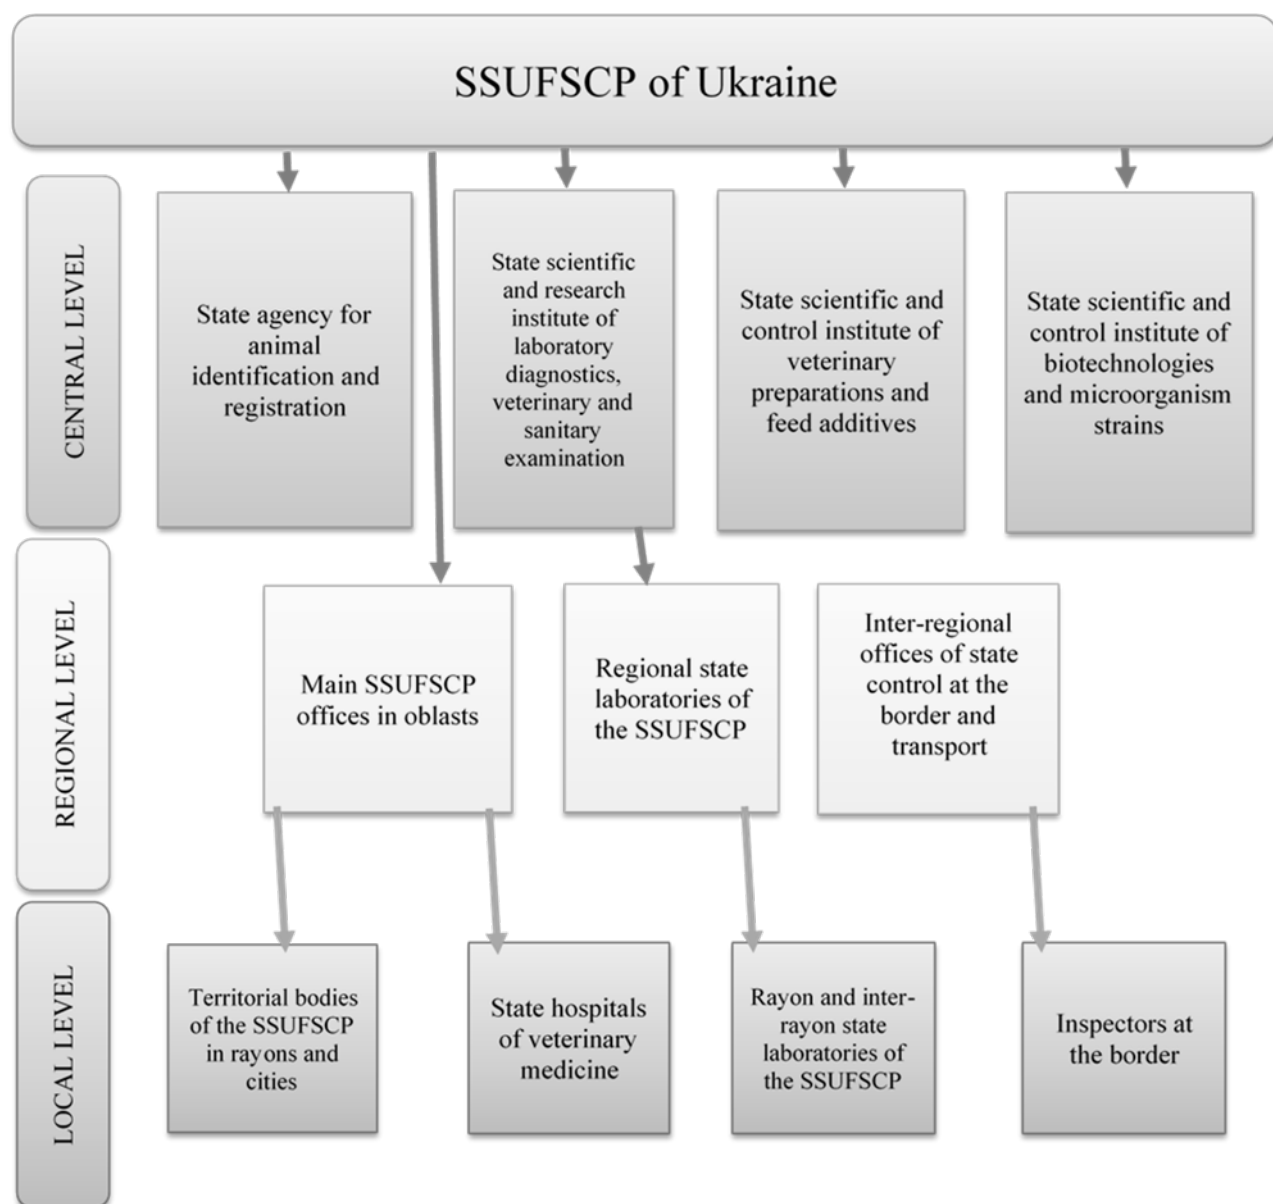 SSUFSCP of Ukraine
CENTRAL LEVEL
State agency for
animal
identification and
registration
State scientific
and research
institute of
laboratory
diagnostics,
veterinary and
sanitary
examination
State scientific and
control institute of
veterinary
preparations and
feed additives
State scientific and
control institute of
biotechnologies
and microorganism
strains
REGIONAL LEVEL
Main SSUFSCP
offices in oblasts
Regional state
laboratories of
the SSUFSCP
Inter-regional
offices of state
control at the
border and
transport
LOCAL LEVEL
Territorial bodies
of the SSUFSCP
in rayons and
cities
State hospitals
of veterinary
medicine
Rayon and inter-
rayon state
laboratories of
the SSUFSCP
Inspectors at
the border